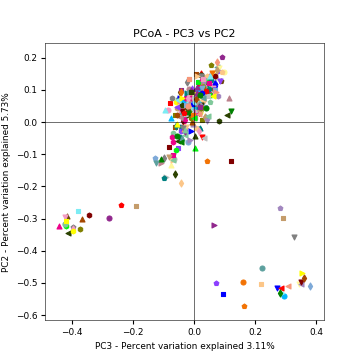 PCoA - PC3 vs PC2
PC2 - Percent variation explained 5.73%
0.2
0.1
0.0
−0.1
−0.2
−0.3
−0.4
−0.5
−0.6
−0.4 −0.2 0.0 0.2 0.4
PC3 - Percent variation explained 3.11%